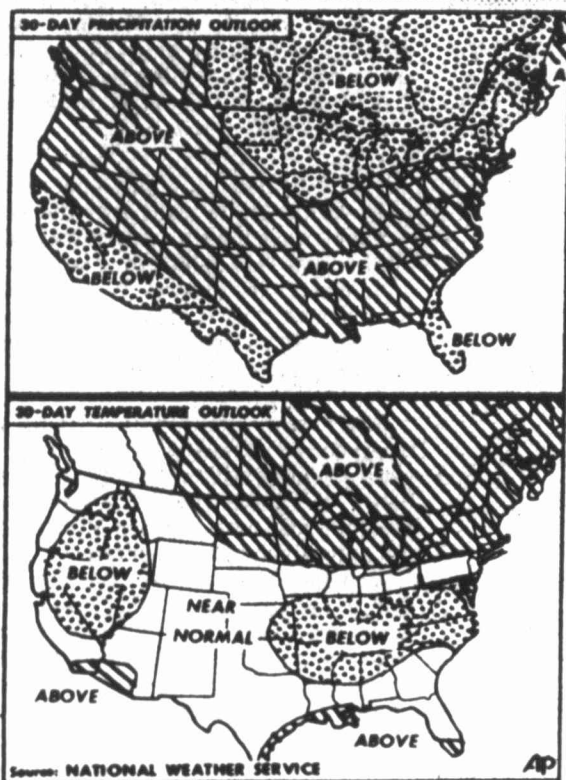 30-DAY PRECIPITATION OUTLOOK
BELOW
ABOVE
ABOVE
BELOW
BELOW
30-DAY TEMPERATURE OUTLOOK
ABOVE
BELOW
NEAR
NORMAL
BELOW
ABOVE
ABOVE
Source: NATIONAL WEATHER SERVICE
AP